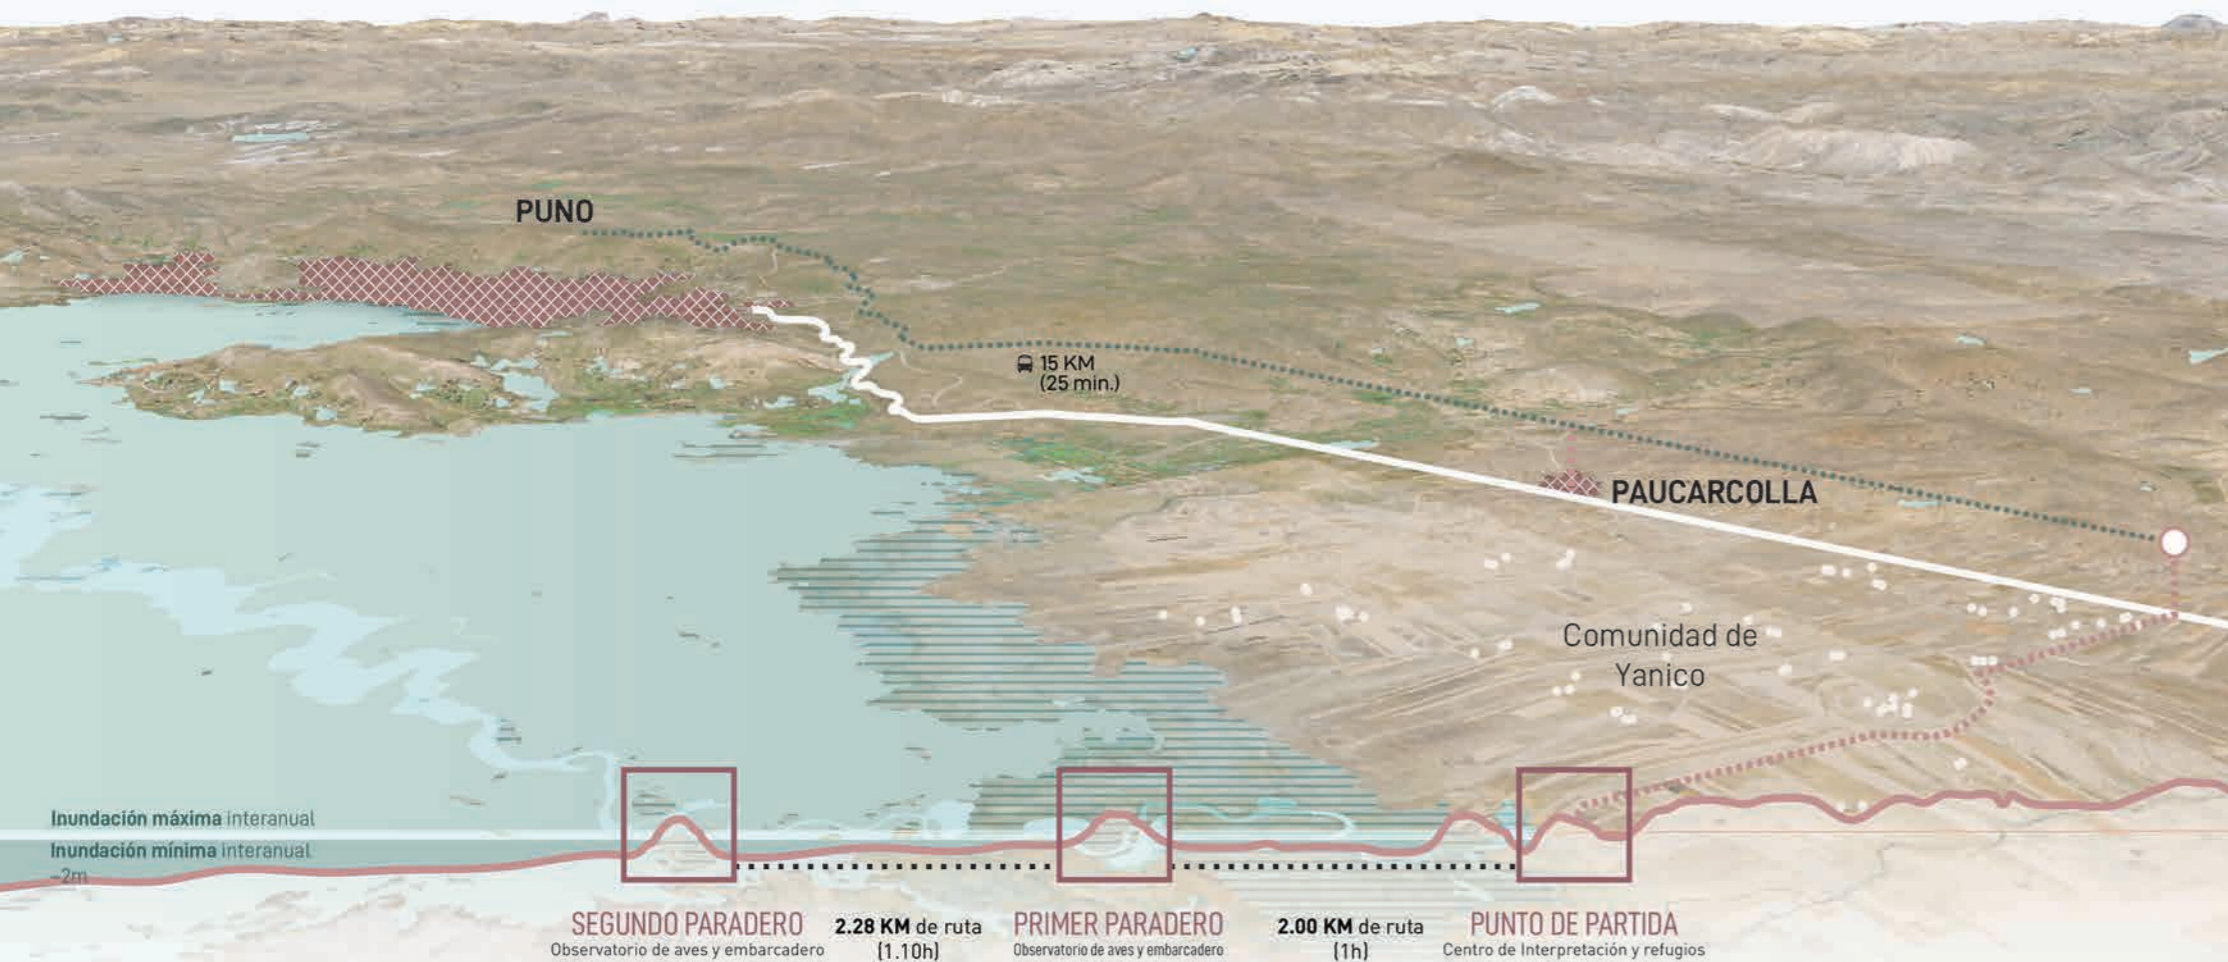 PUNO
15 KM
(25 min.)
PAUCARCOLLA
Comunidad de
Yanico
Inundación máxima interanual
Inundación mínima interanual
-2m
SEGUNDO PARADERO
Observatorio de aves y embarcadero
2.28 KM de ruta
(1.10h)
PRIMER PARADERO
Observatorio de aves y embarcadero
2.00 KM de ruta
(1h)
PUNTO DE PARTIDA
Centro de Interpretación y refugios